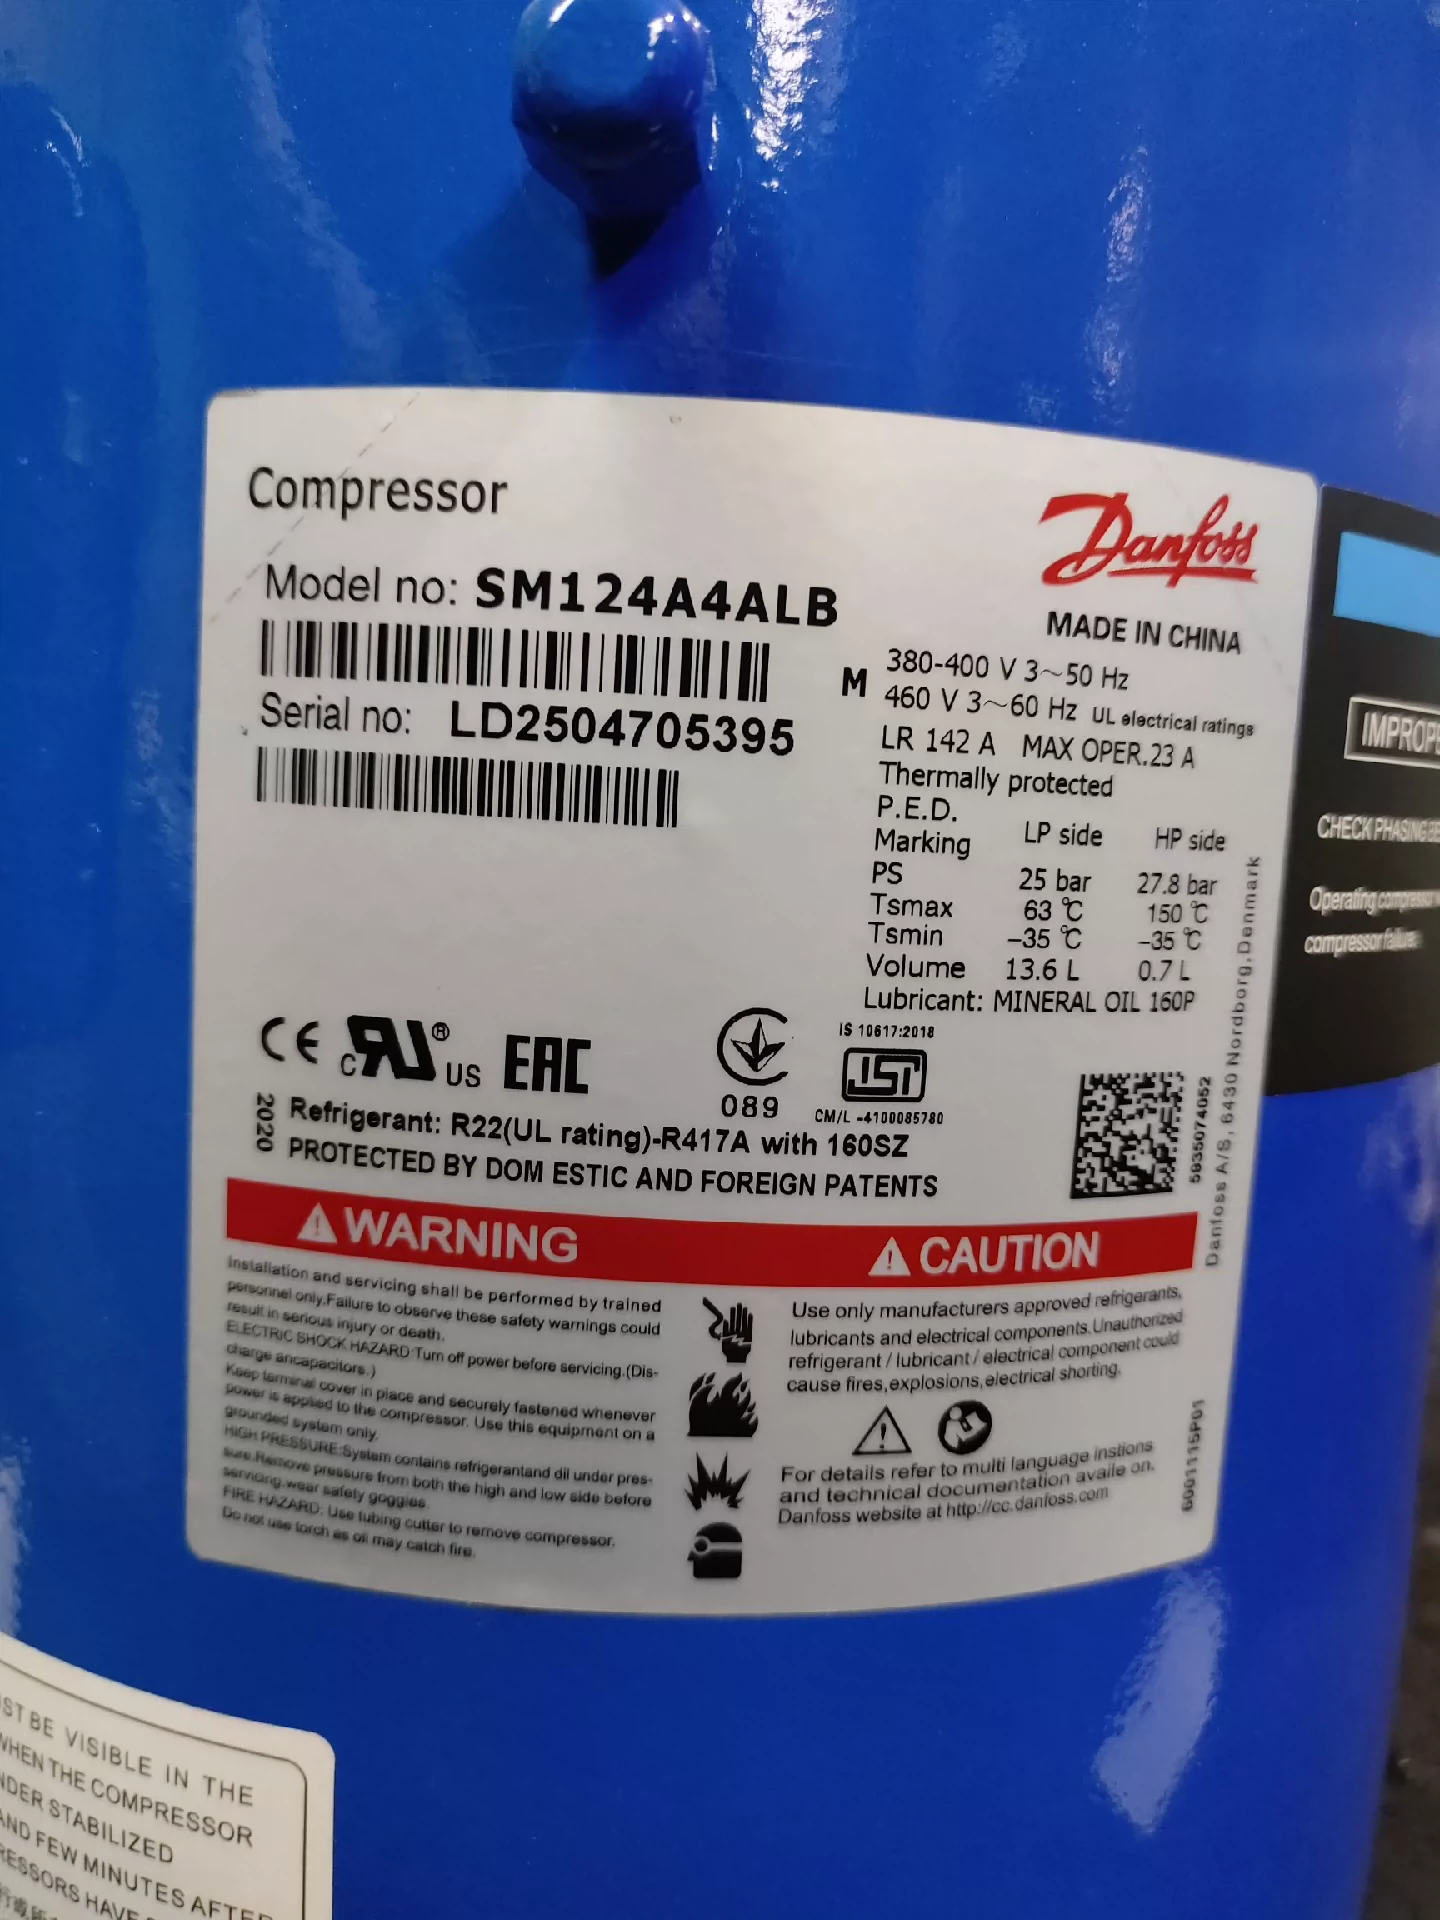 Compressor
Danfoss
MADE IN CHINA
Model no: SM124A4ALB
Serial no: LD2504705395
M 380-400 V 3~50 Hz
460 V 3~60 Hz UL electrical ratings
LR 142 A MAX OPER.23 A
Thermally protected
P.E.D.
Marking LP side HP side
PS 25 bar 27.8 bar
Tsmax 63 ℃ 150 ℃
Tsmin –35 ℃ –35 ℃
Volume 13.6 L 0.7 L
Lubricant: MINERAL OIL 160P
CE c RU ® US EAC
089
IS 10617:2018
ISI
CM/L -4100085780
2020
Refrigerant: R22(UL rating)-R417A with 160SZ
PROTECTED BY DOM ESTIC AND FOREIGN PATENTS
5935074052
Danfoss A/S, 6430 Nordborg,Denmark
WARNING
Installation and servicing shall be performed by trained
personnel only.Failure to observe these safety warnings could
result in serious injury or death.
ELECTRIC SHOCK HAZARD:Turn off power before servicing.(Dis-
charge ancapacitors.)
Keep terminal cover in place and securely fastened whenever
power is applied to the compressor. Use this equipment on a
grounded system only.
HIGH PRESSURE:System contains refrigerantand dil under pres-
sure.Remove pressure from both the high and low side before
servicing.wear safety goggles.
FIRE HAZARD: Use tubing cutter to remove compressor.
Do not use torch as oil may catch fire.
CAUTION
Use only manufacturers approved refrigerants,
lubricants and electrical components.Unauthorized
refrigerant / lubricant / electrical component could
cause fires,explosions,electrical shorting.
For details refer to multi language instions
and technical documentation availe on.
Danfoss website at http://cc.danfoss.com
6001115P01
IMPROPE
CHECK PHASING BE
Operating compressor
compressor failure
ST BE VISIBLE IN THE
WHEN THE COMPRESSOR
NDER STABILIZED
AND FEW MINUTES AFTER
RESSORS HAVE